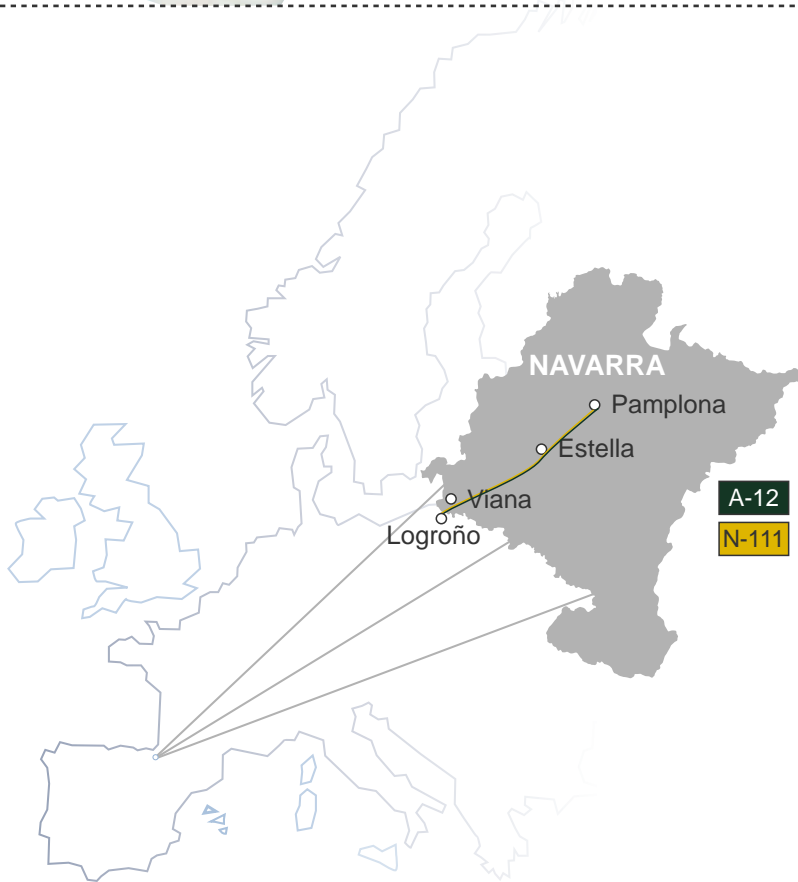 NAVARRA
Pamplona
Estella
Viana
A-12
Logroño
N-111